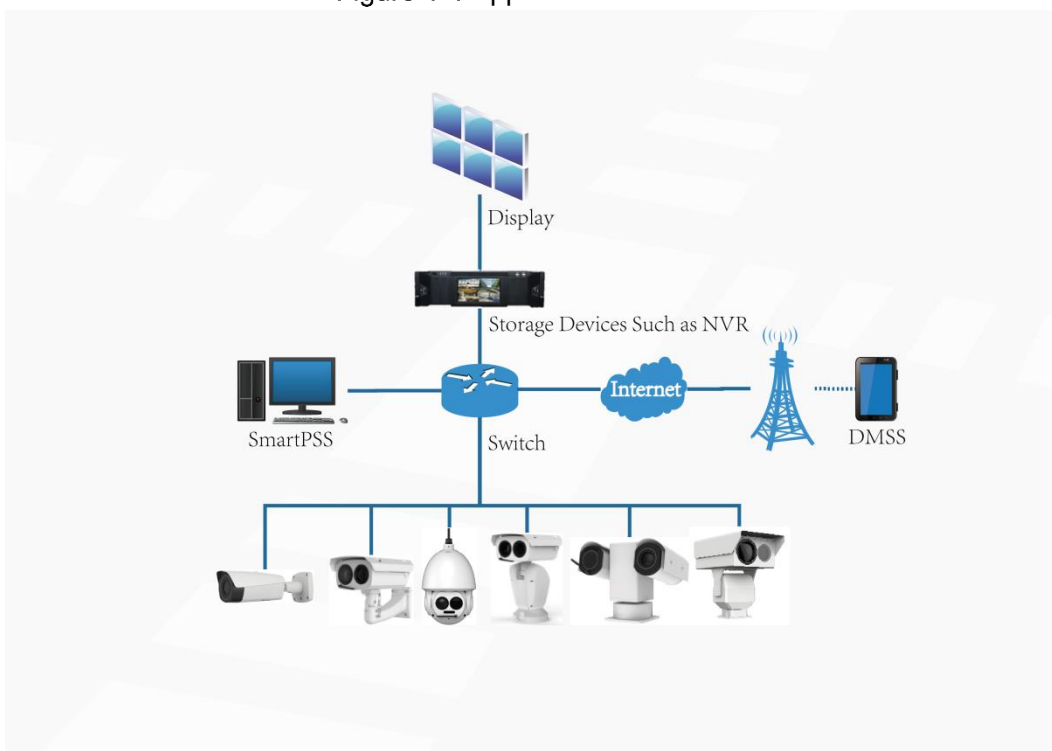 Display
Storage Devices Such as NVR
Internet
SmartPSS
DMSS
Switch